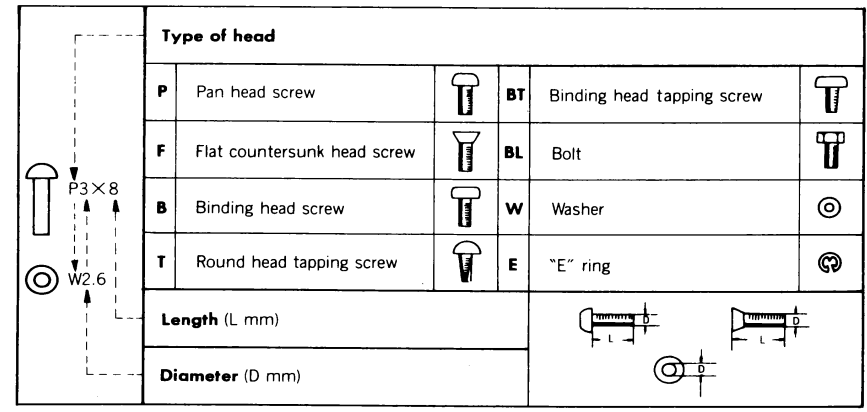 Type of head
P Pan head screw BT Binding head tapping screw
F Flat countersunk head screw BL Bolt
P3×8
B Binding head screw W Washer
T Round head tapping screw E "E" ring
W2.6
Length (L mm)
D D
L L
Diameter (D mm)
D